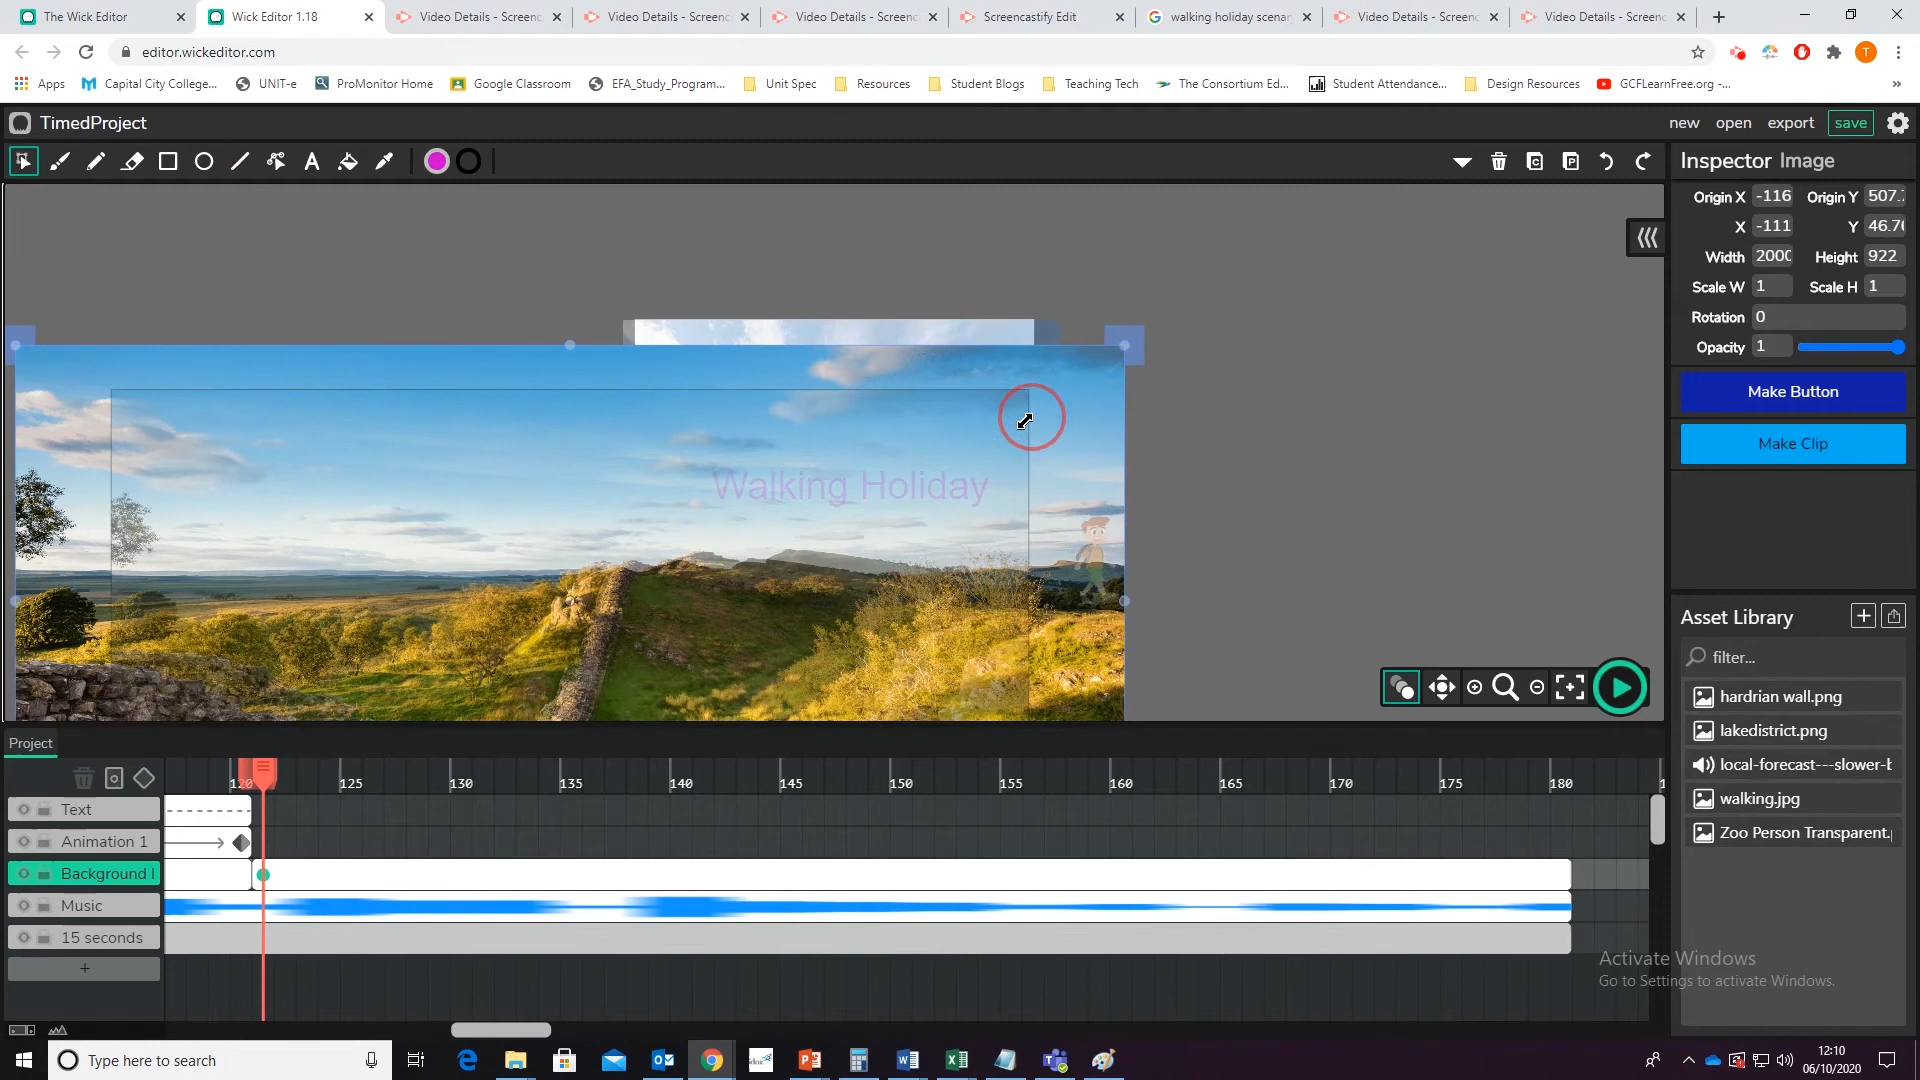 The Wick Editor
Wick Editor 1.18
Video Details - Screenc
Video Details - Screenc
Video Details - Screenc
Screencastify Edit
walking holiday scenar
Video Details - Screenc
Video Details - Screenc
editor.wickeditor.com
T
Apps
Capital City College...
UNIT-e
ProMonitor Home
Google Classroom
EFA_Study_Program...
Unit Spec
Resources
Student Blogs
Teaching Tech
The Consortium Ed...
Student Attendance...
Design Resources
GCFLearnFree.org -...
TimedProject
new
open
export
save
Inspector Image
Origin X -116 Origin Y 507.
X -111 Y 46.7
Width 200 Height 922
Scale W 1 Scale H 1
Rotation 0
Opacity 1
Make Button
Make Clip
Walking Holiday
Asset Library
filter...
hardrian wall.png
lakedistrict.png
local-forecast---slower-b
walking.jpg
Zoo Person Transparent.
Project
120 125 130 135 140 145 150 155 160 165 170 175 180
Text
Animation 1
Background I
Music
15 seconds
+
Activate Windows
Go to Settings to activate Windows.
Type here to search
12:10
06/10/2020